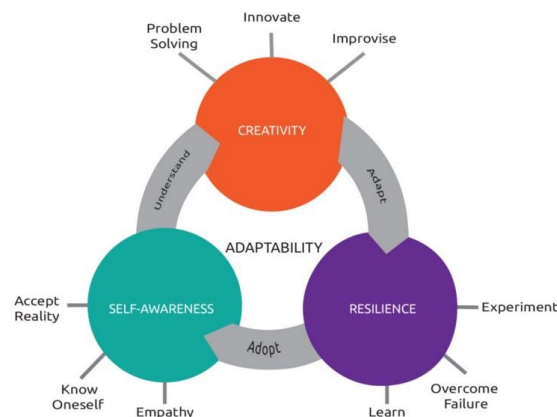 Innovate
Problem
Solving
Improvise
CREATIVITY
Understand
Adapt
ADAPTABILITY
Accept
Reality
SELF-AWARENESS
RESILIENCE
Experiment
Adopt
Know
Oneself
Empathy
Learn
Overcome
Failure